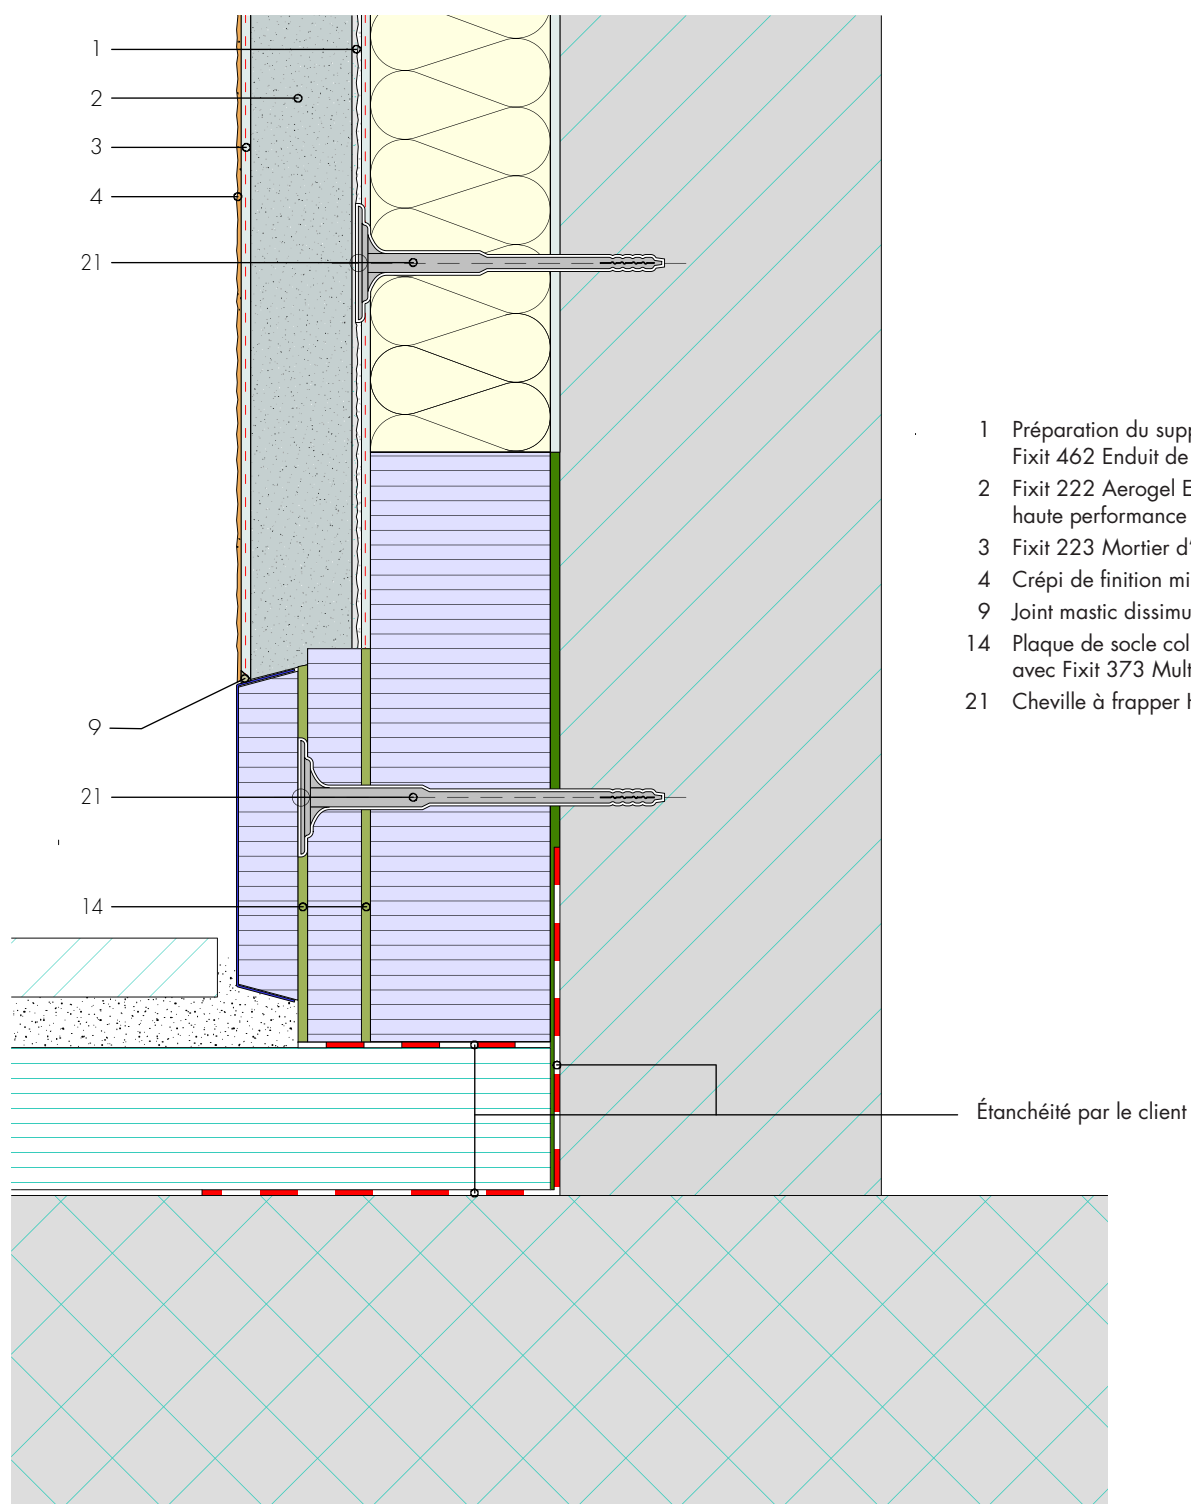 1
2
3
4
21
9
21
14
1 Préparation du supp
Fixit 462 Enduit de
2 Fixit 222 Aerogel E
haute performance
3 Fixit 223 Mortier d'
4 Crépi de finition mi
9 Joint mastic dissimu
14 Plaque de socle col
avec Fixit 373 Mult
21 Cheville à frapper
Étanchéité par le client